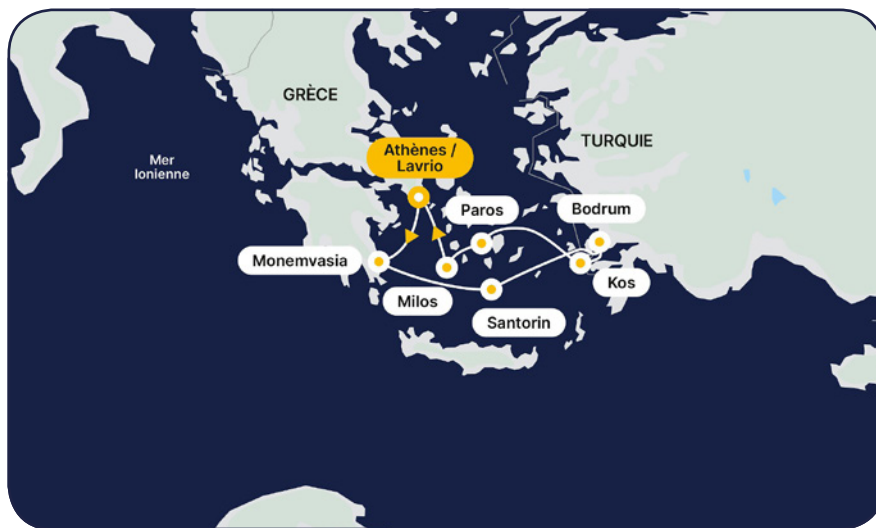 GRÈCE
Athènes /
Lavrio
TURQUIE
Mer
Ionienne
Paros
Bodrum
Monemvasia
Kos
Milos
Santorin